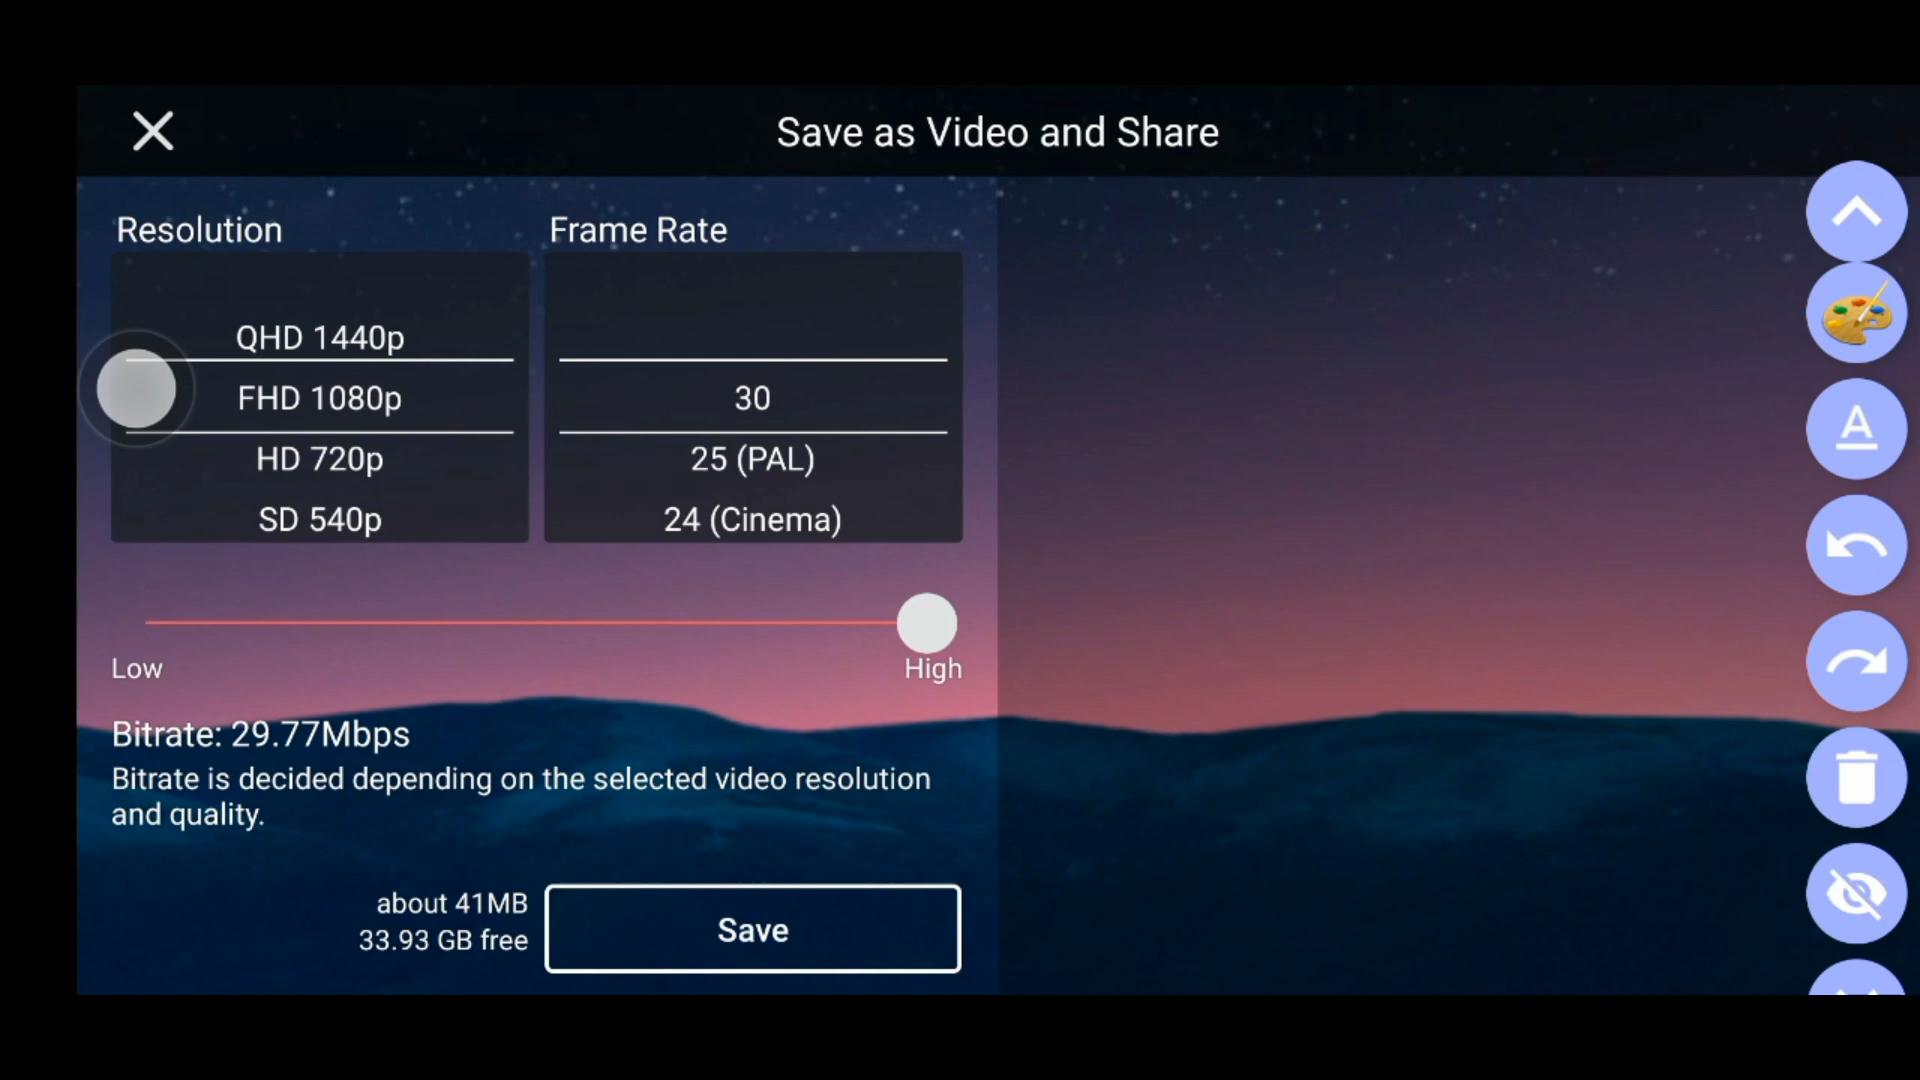 Save as Video and Share
Resolution
Frame Rate
QHD 1440p
FHD 1080p
HD 720p
SD 540p
30
25 (PAL)
24 (Cinema)
Low
High
Bitrate: 29.77Mbps
Bitrate is decided depending on the selected video resolution
and quality.
about 41MB
33.93 GB free
Save
A